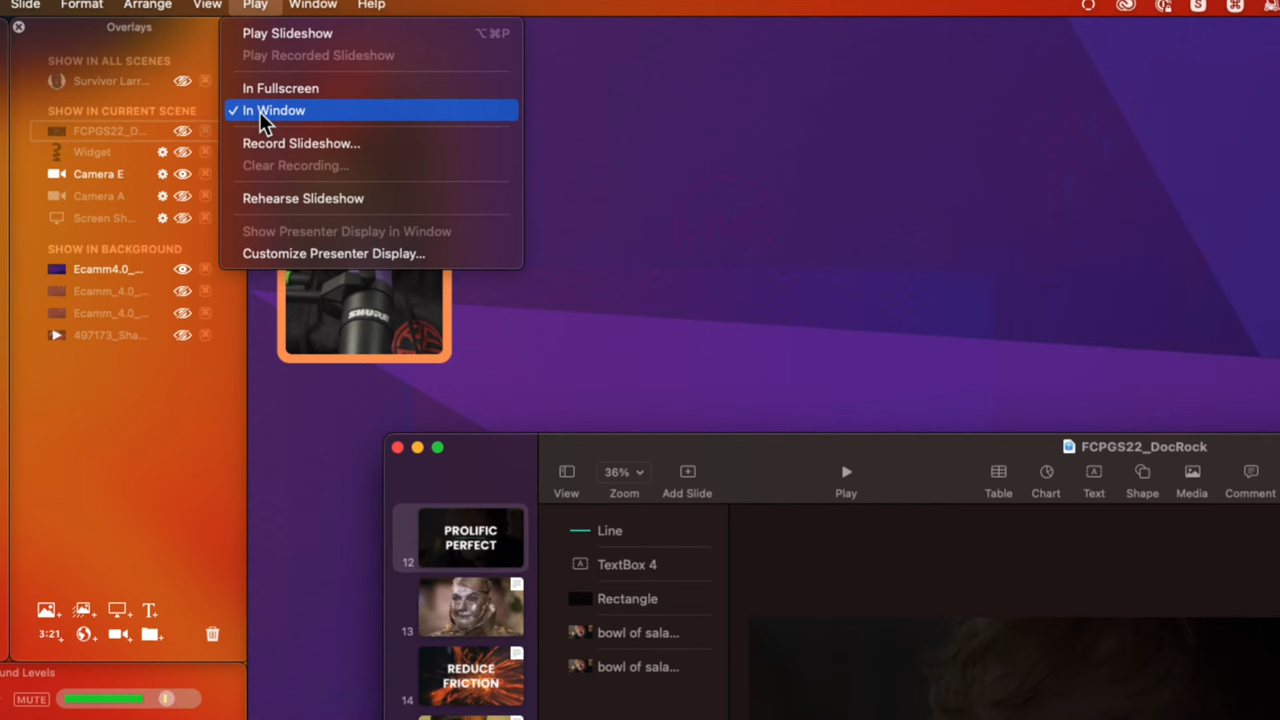 Slide Format Arrange View Play Window Help
Overlays
SHOW IN ALL SCENES
Survivor Larr...
SHOW IN CURRENT SCENE
FCPGS22_D...
Widget
Camera E
Camera A
Screen Sh...
SHOW IN BACKGROUND
Ecamm4.0_...
Ecamm_4.0_...
Ecamm_4.0_...
497173_Sha...
3:21
und Levels
MUTE
Play Slideshow ⌥⌘P
Play Recorded Slideshow
In Fullscreen
✓ In Window
Record Slideshow...
Clear Recording...
Rehearse Slideshow
Show Presenter Display in Window
Customize Presenter Display...
SHURE
FCPGS22_DocRock
36%
View Zoom Add Slide Play Table Chart Text Shape Media Comment
PROLIFIC
PERFECT
12
13
REDUCE
FRICTION
14
Line
TextBox 4
Rectangle
bowl of sala...
bowl of sala...